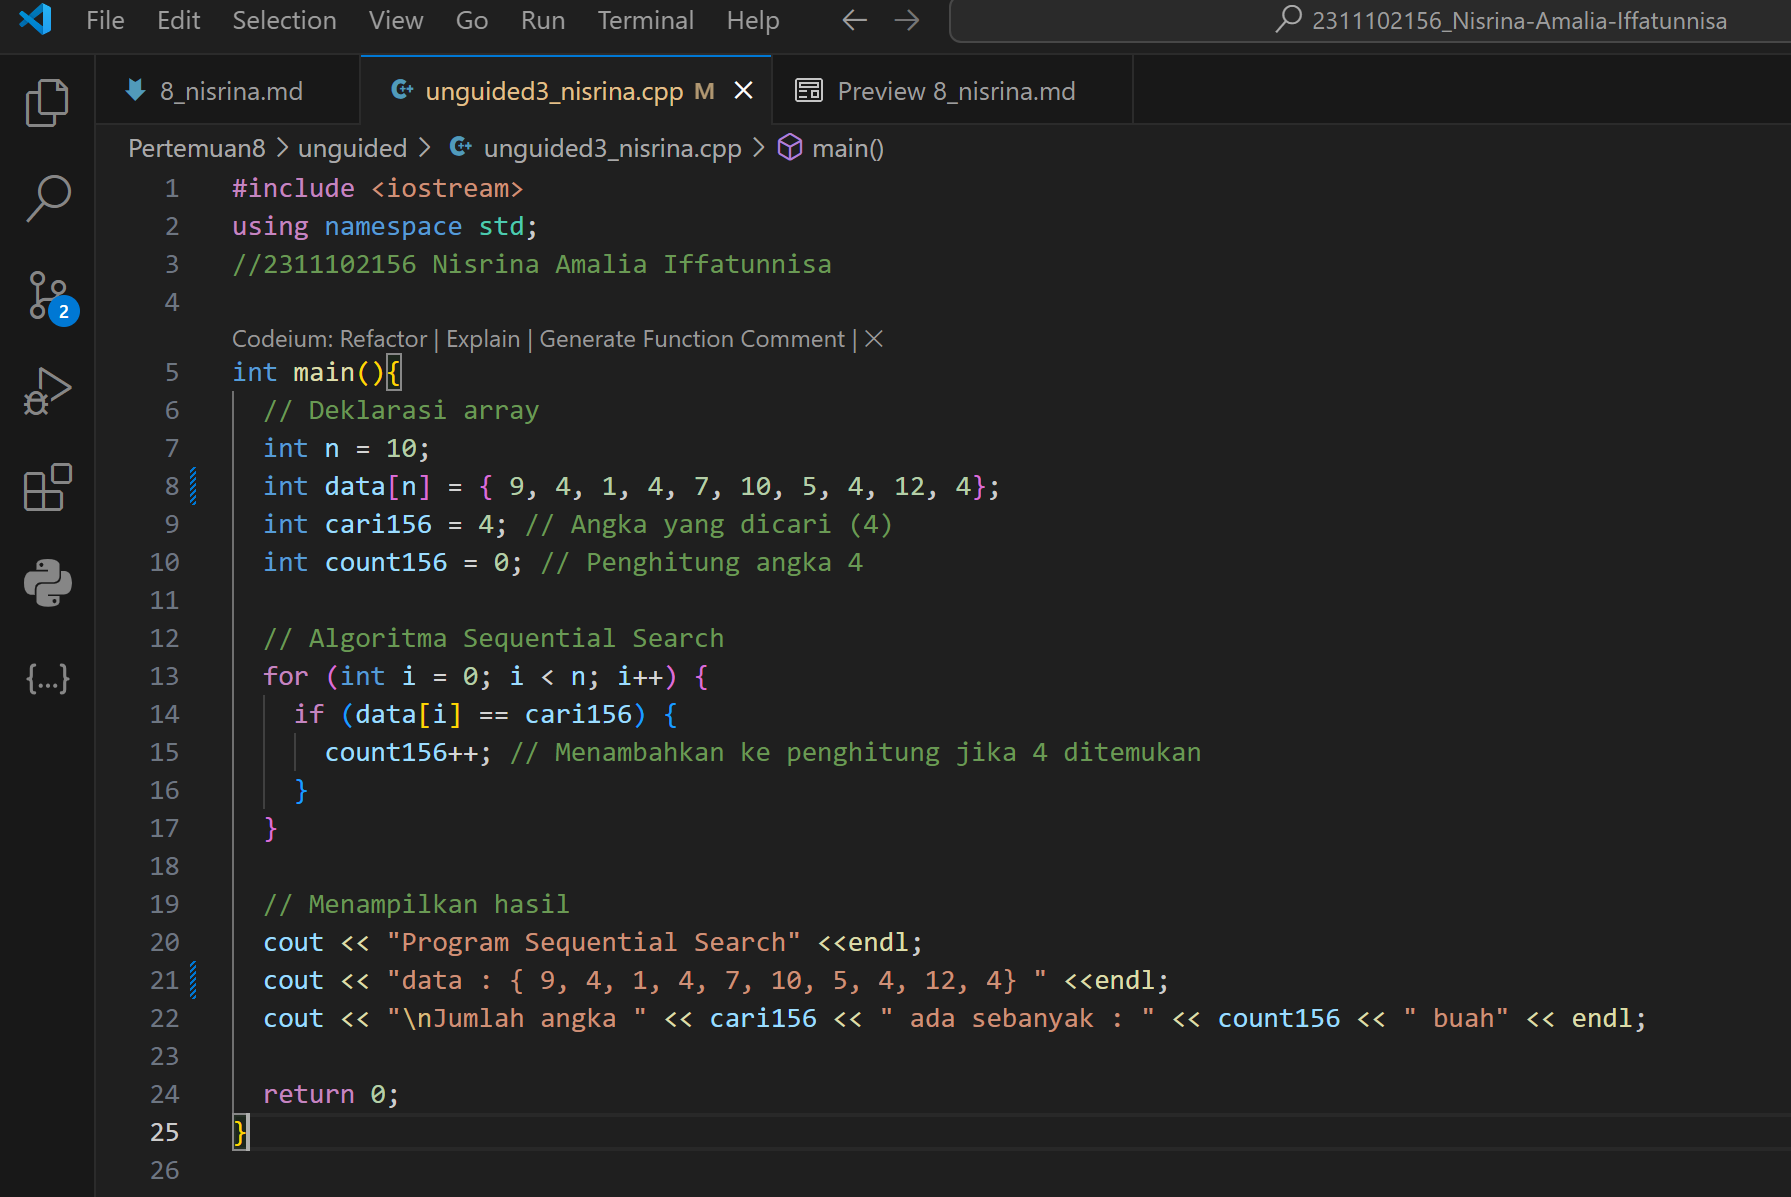 File Edit Selection View Go Run Terminal Help 2311102156_Nisrina-Amalia-Iffatunnisa
8_nisrina.md unguided3_nisrina.cpp M Preview 8_nisrina.md
Pertemuan8 > unguided > unguided3_nisrina.cpp > main()
1 #include <iostream>
2 using namespace std;
3 //2311102156 Nisrina Amalia Iffatunnisa
4
Codeium: Refactor | Explain | Generate Function Comment | ×
5 int main(){
6 // Deklarasi array
7 int n = 10;
8 int data[n] = { 9, 4, 1, 4, 7, 10, 5, 4, 12, 4};
9 int cari156 = 4; // Angka yang dicari (4)
10 int count156 = 0; // Penghitung angka 4
11
12 // Algoritma Sequential Search
13 for (int i = 0; i < n; i++) {
14 if (data[i] == cari156) {
15 count156++; // Menambahkan ke penghitung jika 4 ditemukan
16 }
17 }
18
19 // Menampilkan hasil
20 cout << "Program Sequential Search" <<endl;
21 cout << "data : { 9, 4, 1, 4, 7, 10, 5, 4, 12, 4} " <<endl;
22 cout << "\nJumlah angka " << cari156 << " ada sebanyak : " << count156 << " buah" << endl;
23
24 return 0;
25 }
26
2